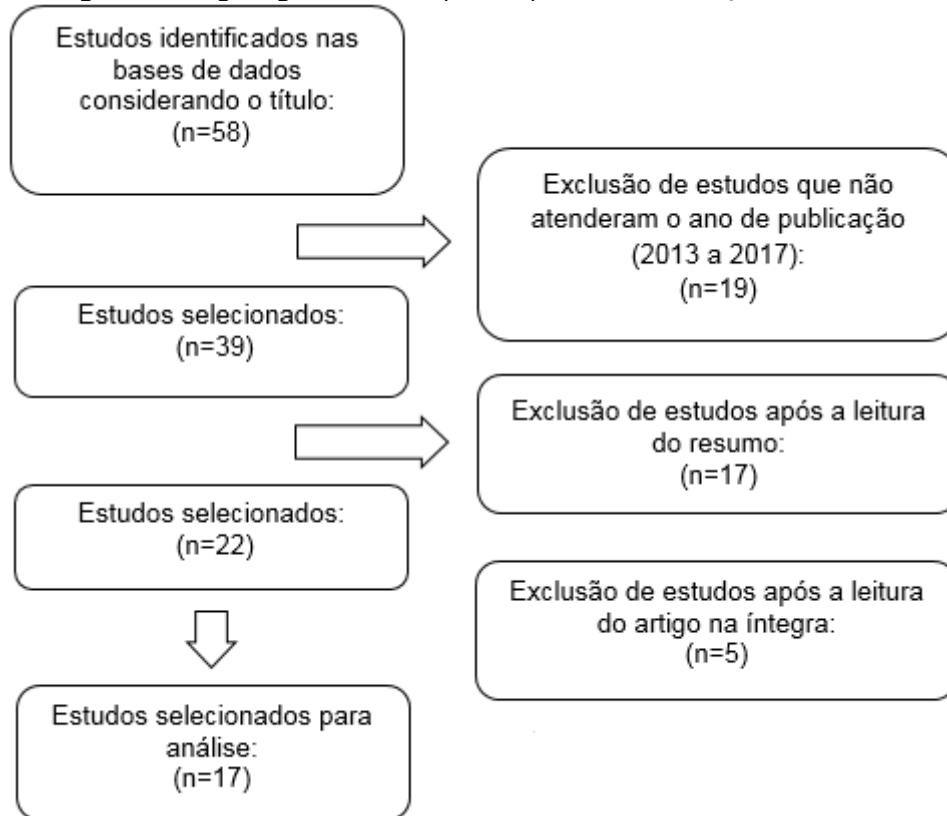 Estudos identificados nas
bases de dados
considerando o título:
(n=58)
Exclusão de estudos que não
atenderam o ano de publicação
(2013 a 2017):
(n=19)
Estudos selecionados:
(n=39)
Exclusão de estudos após a leitura
do resumo:
(n=17)
Estudos selecionados:
(n=22)
Exclusão de estudos após a leitura
do artigo na íntegra:
(n=5)
Estudos selecionados para
análise:
(n=17)